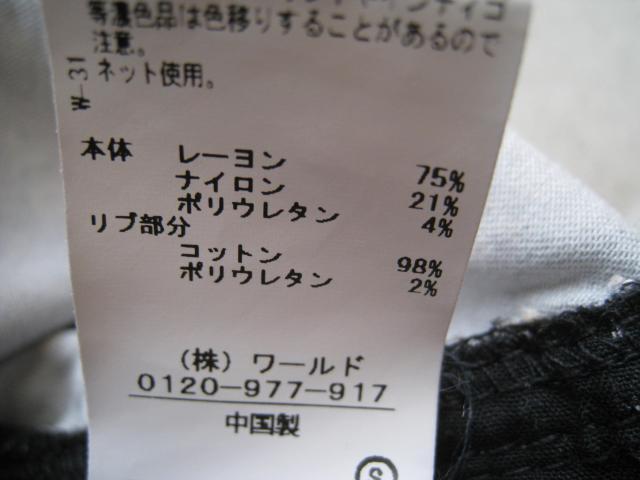 等濃色品は色移りすることがあるので
注意。
ネット使用。
W-31
本体 レーヨン 75%
ナイロン 21%
ポリウレタン 4%
リブ部分
コットン 98%
ポリウレタン 2%
(株) ワールド
0120-977-917
中国製
S